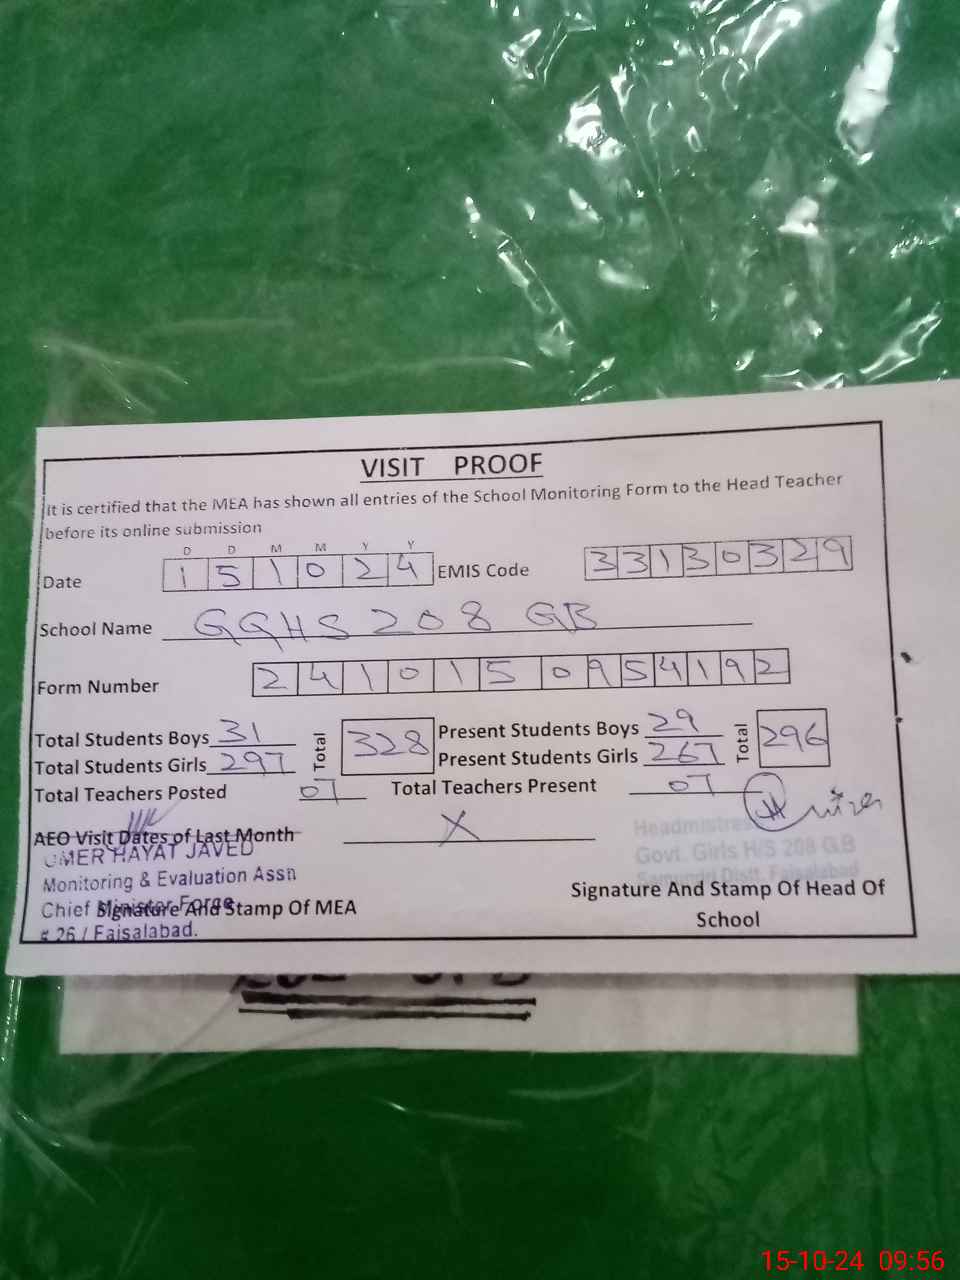 VISIT PROOF
It is certified that the MEA has shown all entries of the School Monitoring Form to the Head Teacher
before its online submission
D D M M Y Y
Date 1 5 1 0 2 4 EMIS Code 3 3 1 3 0 3 2 9
School Name GGHS 208 GB
Form Number 2 4 1 0 1 5 0 9 5 4 1 9 2
Total Students Boys 31 Total 328 Present Students Boys 29 Total 296
Total Students Girls 297 Present Students Girls 267
Total Teachers Posted 07 Total Teachers Present 07
AEO Visit Dates of Last Month X
UMER HAYAT JAVED
Monitoring & Evaluation Assn
Chief Minister Force
# 26 / Faisalabad.
Signature And Stamp Of MEA
Headmistress
Govt. Girls H/S 208 G.B
Samundri Distt. Faisalabad
Signature And Stamp Of Head Of
School
15-10-24 09:56